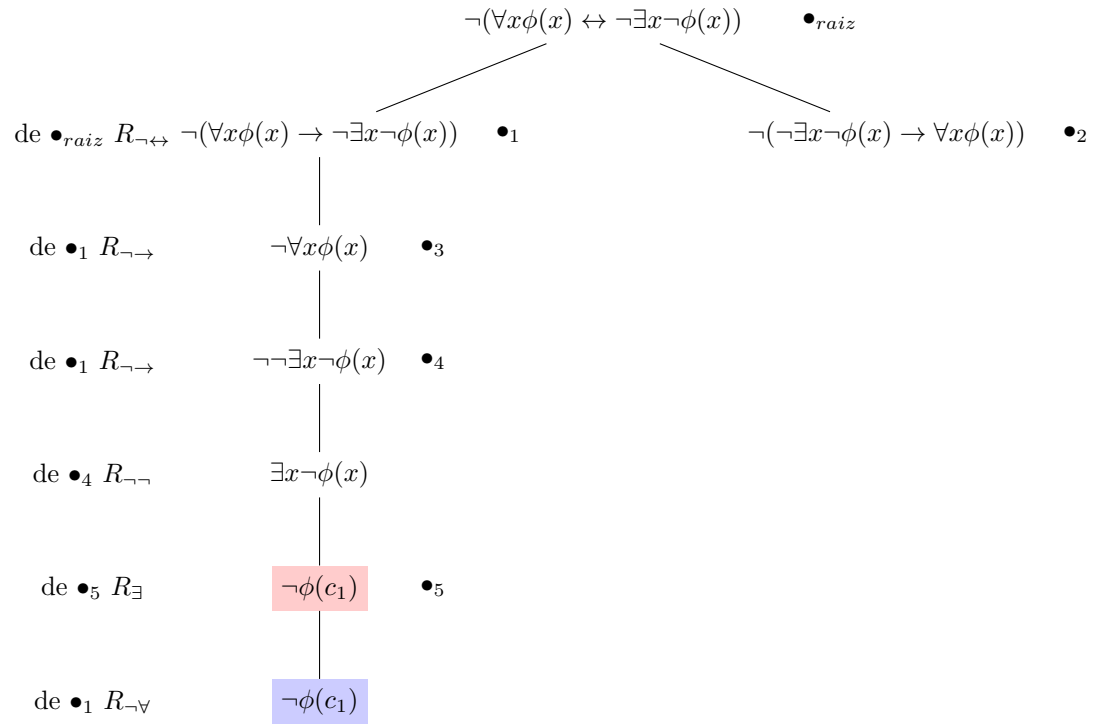 ¬(∀xϕ(x) ↔ ¬∃x¬ϕ(x)) •raiz
de •raiz R¬↔ ¬(∀xϕ(x) → ¬∃x¬ϕ(x)) •1 ¬(¬∃x¬ϕ(x) → ∀xϕ(x)) •2
de •1 R¬→ ¬∀xϕ(x) •3
de •1 R¬→ ¬¬∃x¬ϕ(x) •4
de •4 R¬¬ ∃x¬ϕ(x)
de •5 R∃ ¬ϕ(c1) •5
de •1 R¬∀ ¬ϕ(c1)